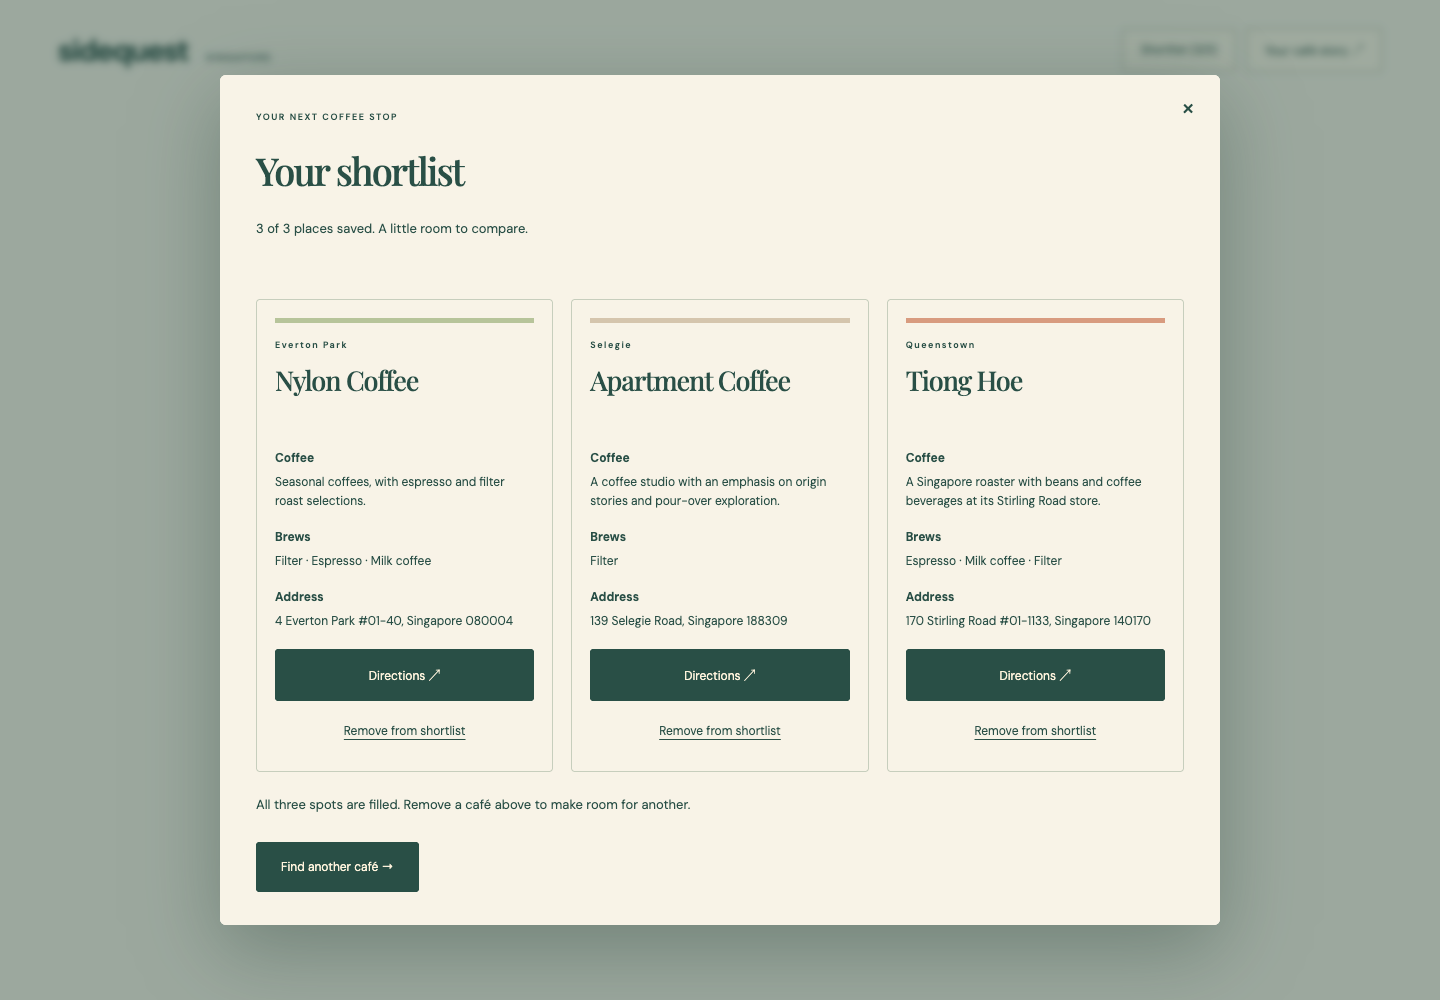 sidequest
YOUR NEXT COFFEE STOP
×
Your shortlist
3 of 3 places saved. A little room to compare.
Everton Park
Nylon Coffee
Coffee
Seasonal coffees, with espresso and filter
roast selections.
Brews
Filter · Espresso · Milk coffee
Address
4 Everton Park #01-40, Singapore 080004
Directions ↗
Remove from shortlist
Selegie
Apartment Coffee
Coffee
A coffee studio with an emphasis on origin
stories and pour-over exploration.
Brews
Filter
Address
139 Selegie Road, Singapore 188309
Directions ↗
Remove from shortlist
Queenstown
Tiong Hoe
Coffee
A Singapore roaster with beans and coffee
beverages at its Stirling Road store.
Brews
Espresso · Milk coffee · Filter
Address
170 Stirling Road #01-1133, Singapore 140170
Directions ↗
Remove from shortlist
All three spots are filled. Remove a café above to make room for another.
Find another café →